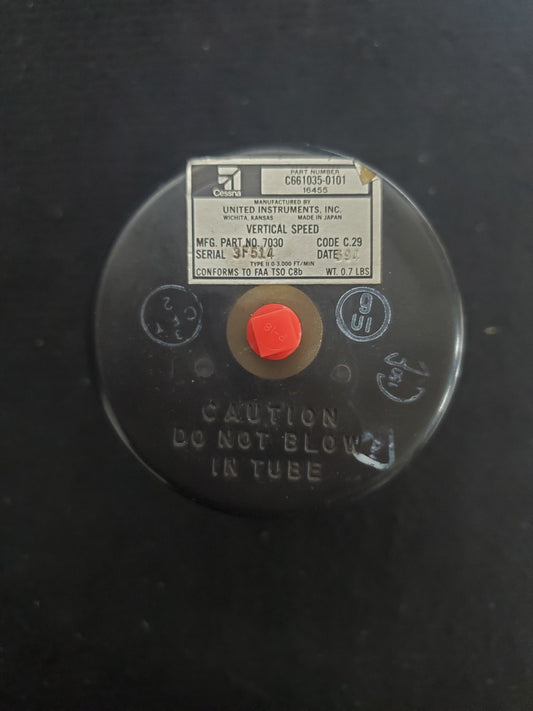 Cessna
PART NUMBER
C661035-0101
16455
MANUFACTURED BY
UNITED INSTRUMENTS, INC.
WICHITA, KANSAS MADE IN JAPAN
VERTICAL SPEED
MFG. PART NO. 7030 CODE C.29
SERIAL 3F514 DATE
TYPE II 0-3,000 FT/MIN
CONFORMS TO FAA TSO C8b WT. 0.7 LBS
CAUTION
DO NOT BLOW
IN TUBE